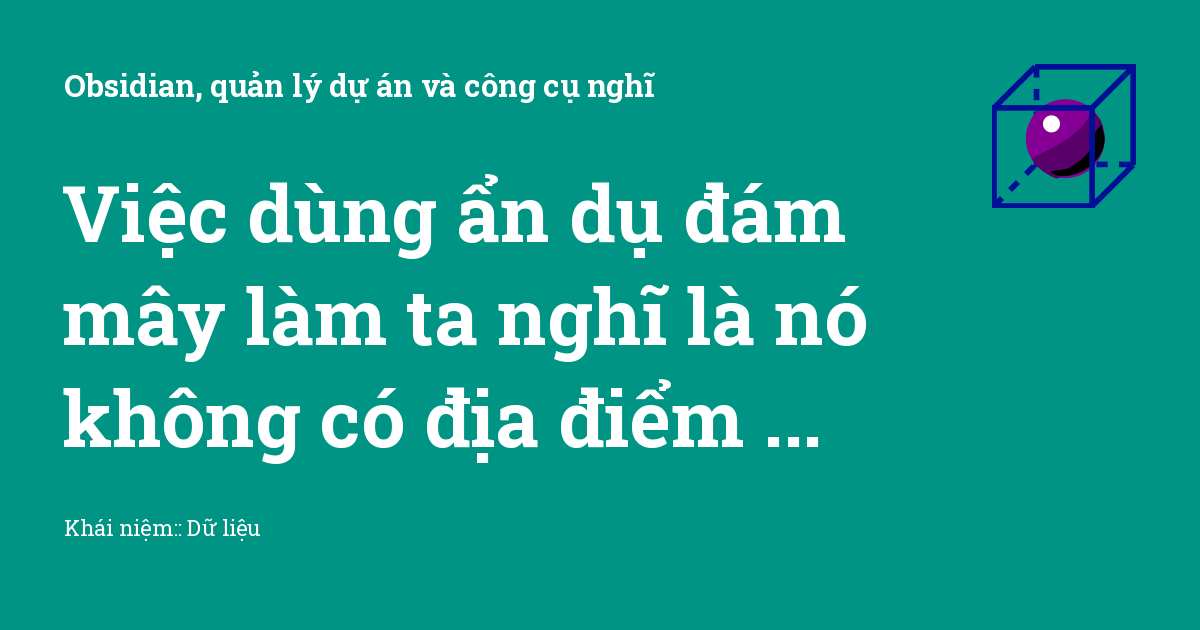 Obsidian, quản lý dự án và công cụ nghĩ
Việc dùng ẩn dụ đám
mây làm ta nghĩ là nó
không có địa điểm ...
Khái niệm:: Dữ liệu